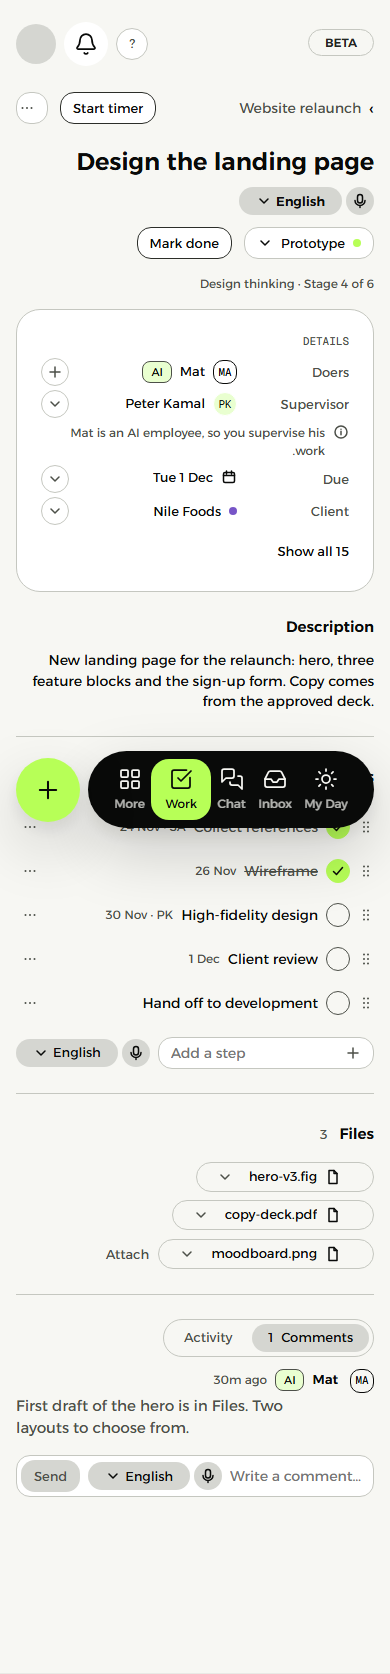 ?
BETA
Start timer
Website relaunch
Design the landing page
English
Mark done
Prototype
Design thinking · Stage 4 of 6
DETAILS
Doers
MA
Mat
AI
Supervisor
PK
Peter Kamal
Mat is an AI employee, so you supervise his
.work
Due
Tue 1 Dec
Client
Nile Foods
Show all 15
Description
New landing page for the relaunch: hero, three
feature blocks and the sign-up form. Copy comes
from the approved deck.
More
Work
Chat
Inbox
My Day
Collect references
Wireframe
26 Nov
High-fidelity design
30 Nov · PK
Client review
1 Dec
Hand off to development
English
Add a step
Files
3
hero-v3.fig
copy-deck.pdf
moodboard.png
Attach
Activity
1 Comments
MA
Mat
AI
30m ago
First draft of the hero is in Files. Two
layouts to choose from.
Send
English
Write a comment...